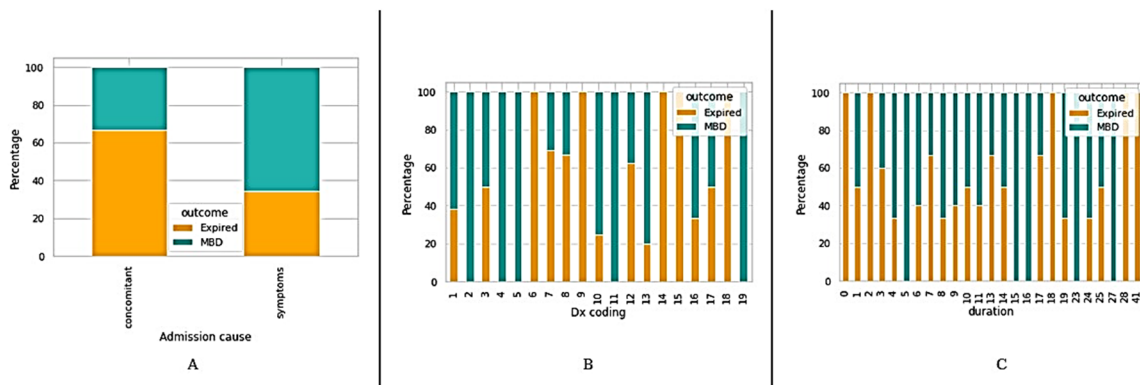 100
80
60
40
20
0
Percentage
outcome
Expired
MBD
concomitant
symptoms
Admission cause
A
100
80
60
40
20
0
Percentage
outcome
Expired
MBD
1 2 3 4 5 6 7 8 9 10 11 12 13 14 15 16 17 18 19
Dx coding
B
100
80
60
40
20
0
Percentage
outcome
Expired
MBD
0 1 2 3 4 5 6 7 8 9 10 11 13 14 15 16 17 18 19 23 24 25 27 28 41
duration
C